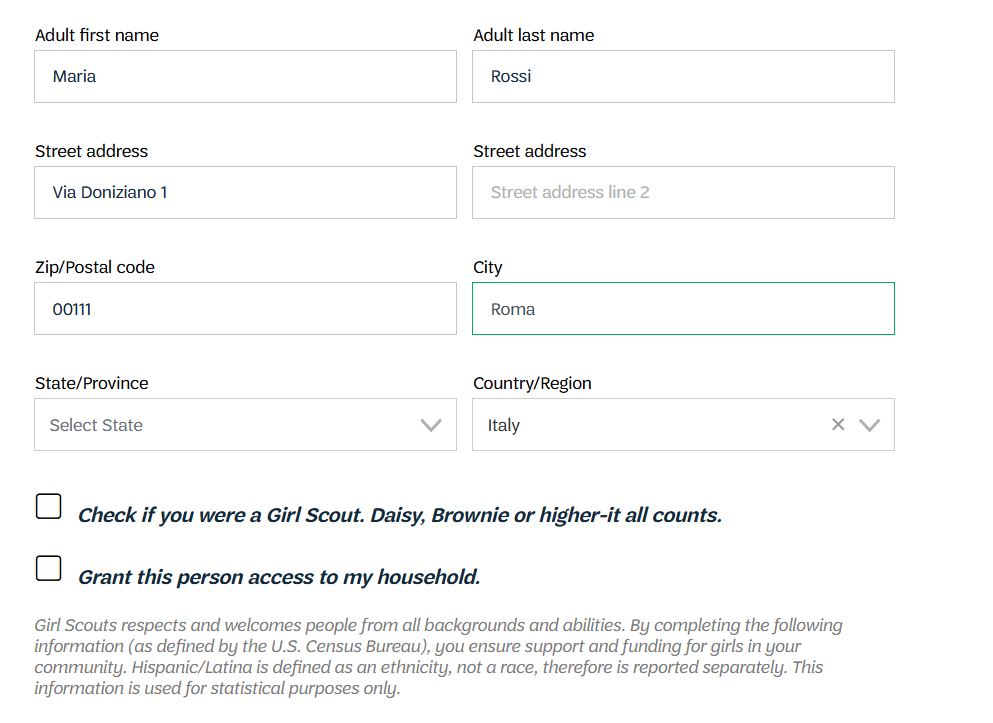 Adult first name
Adult last name
Maria
Rossi
Street address
Street address
Via Doniziano 1
Street address line 2
Zip/Postal code
City
00111
Roma
State/Province
Country/Region
Select State
Italy
Check if you were a Girl Scout. Daisy, Brownie or higher-it all counts.
Grant this person access to my household.
Girl Scouts respects and welcomes people from all backgrounds and abilities. By completing the following
information (as defined by the U.S. Census Bureau), you ensure support and funding for girls in your
community. Hispanic/Latina is defined as an ethnicity, not a race, therefore is reported separately. This
information is used for statistical purposes only.